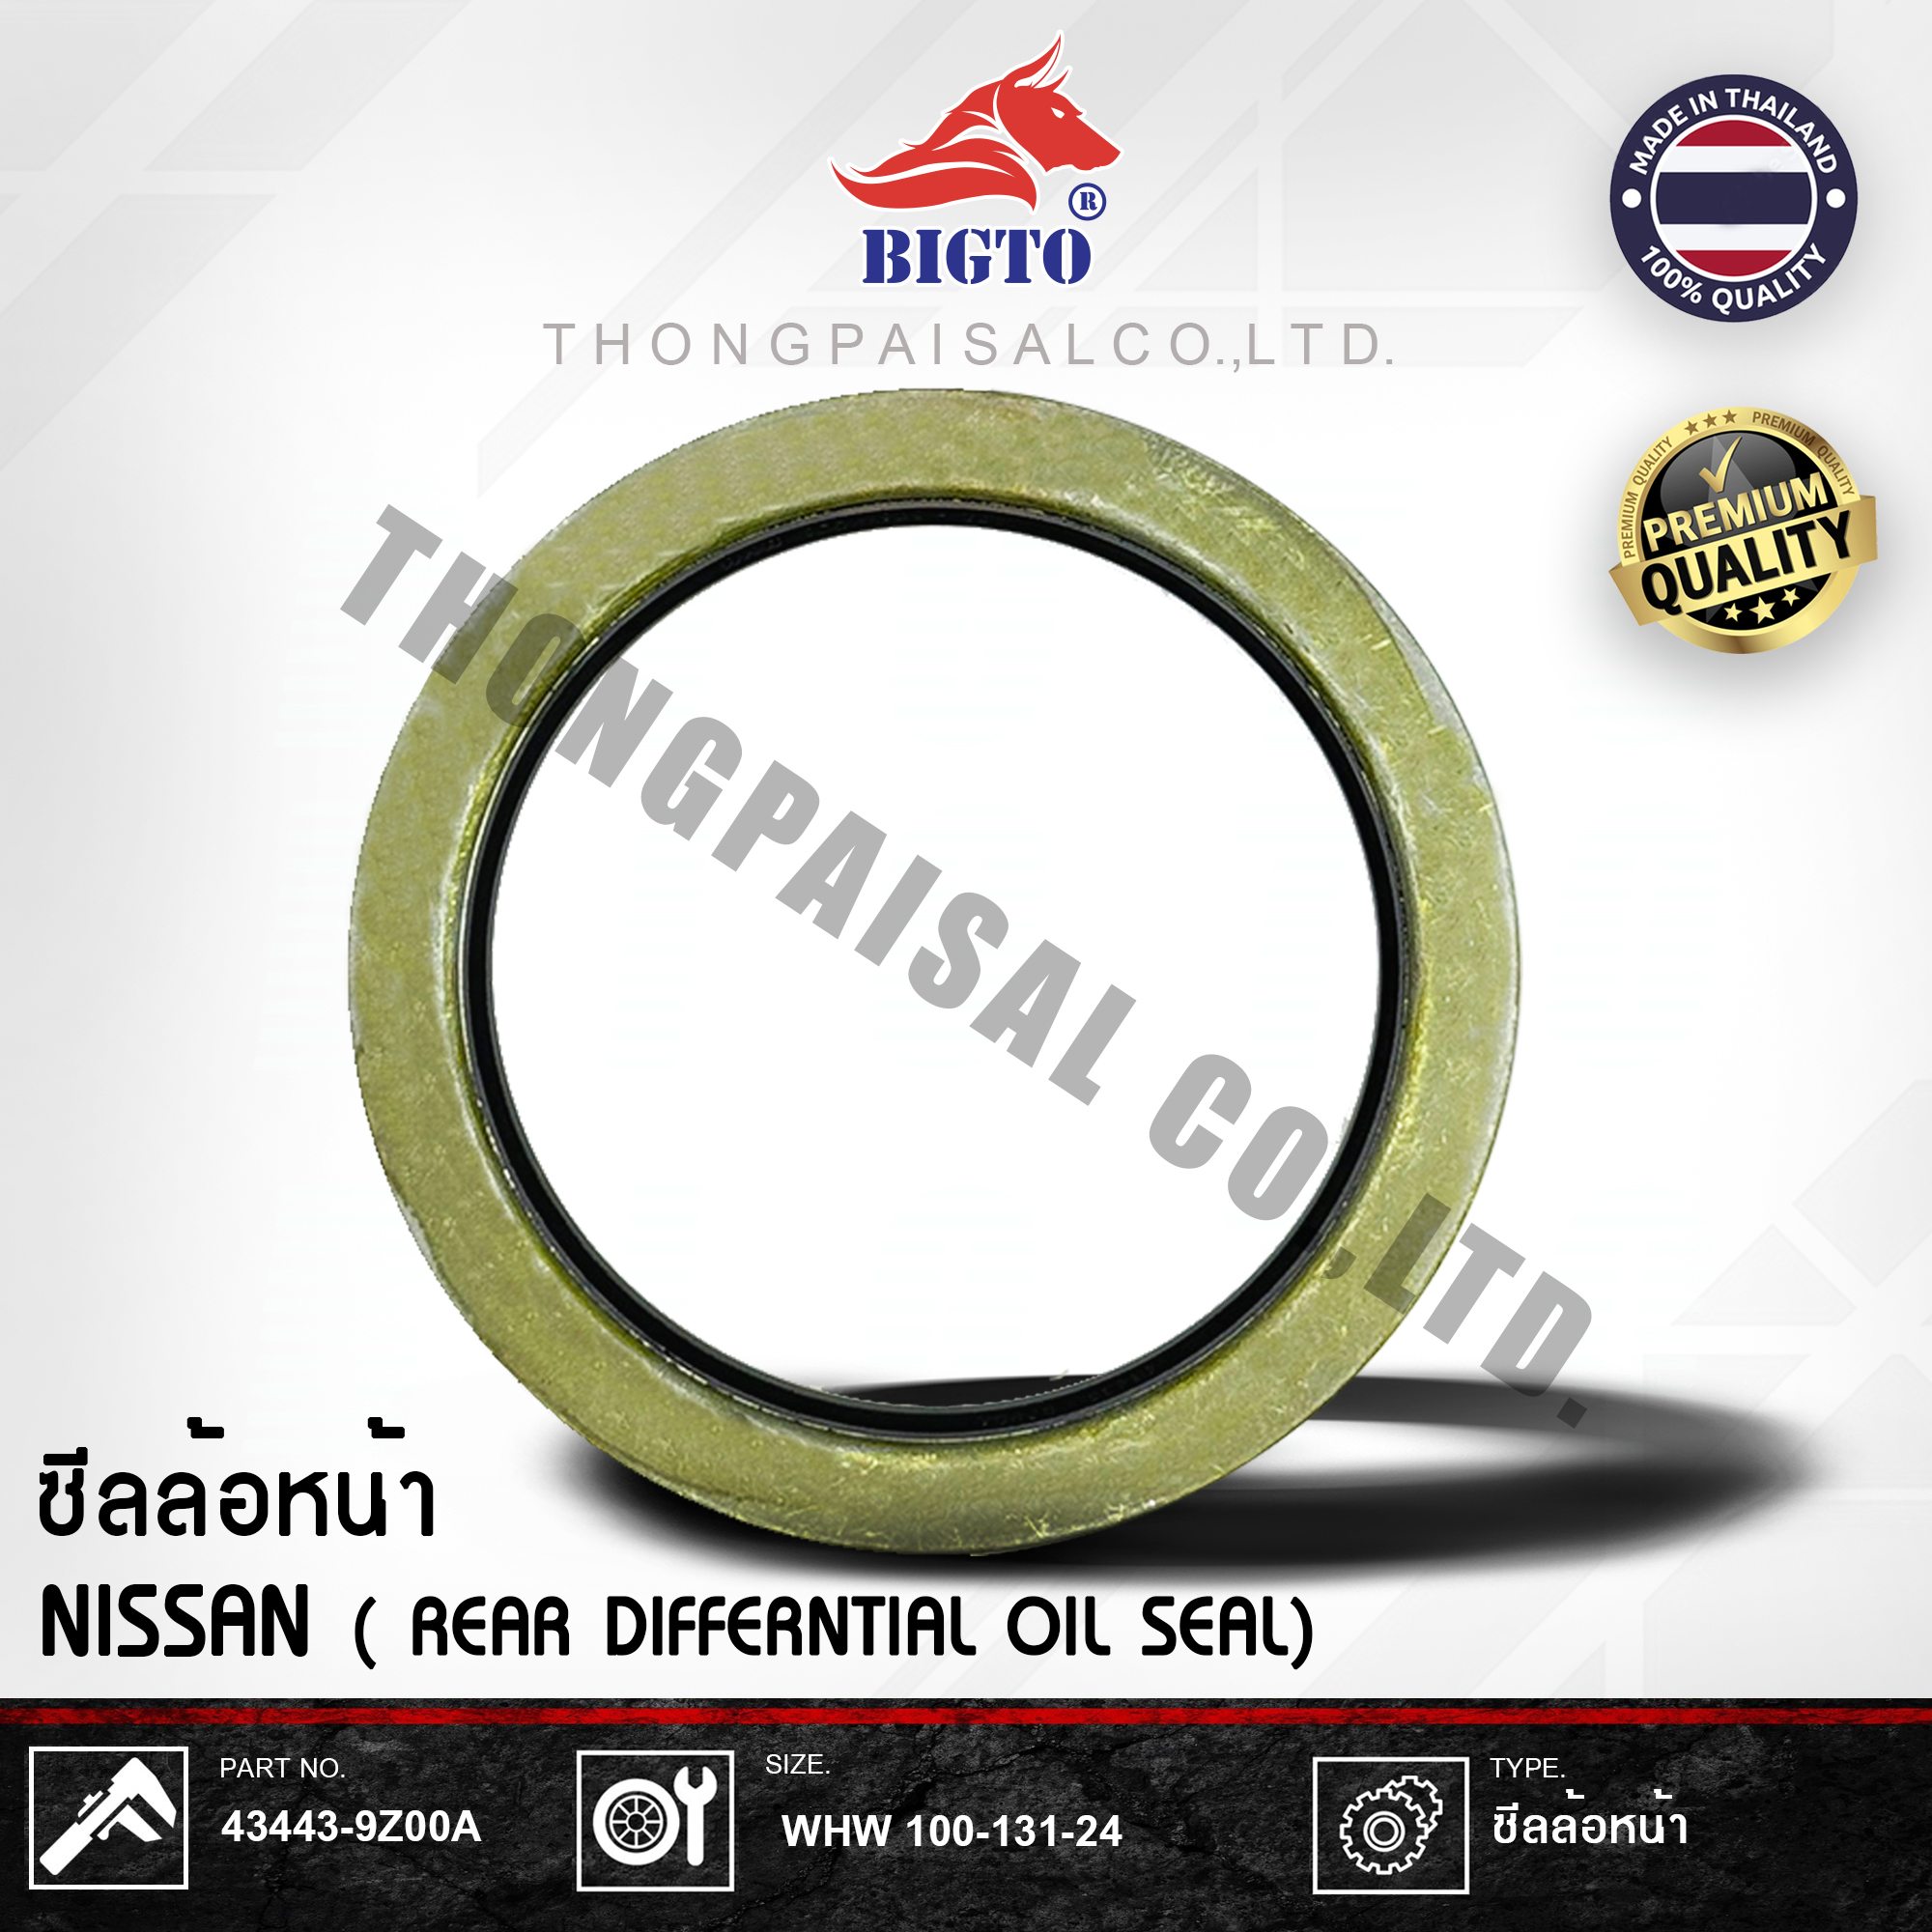 BIGTO
®
THONGPAISALCO.,LTD.
MADE IN THAILAND
100% QUALITY
PREMIUM QUALITY ★★★ PREMIUM QUALITY
PREMIUM
QUALITY
THONGPAISAL CO.,LTD.
ซีลล้อหน้า
NISSAN ( REAR DIFFERNTIAL OIL SEAL)
PART NO.
43443-9Z00A
SIZE.
WHW 100-131-24
TYPE.
ซีลล้อหน้า